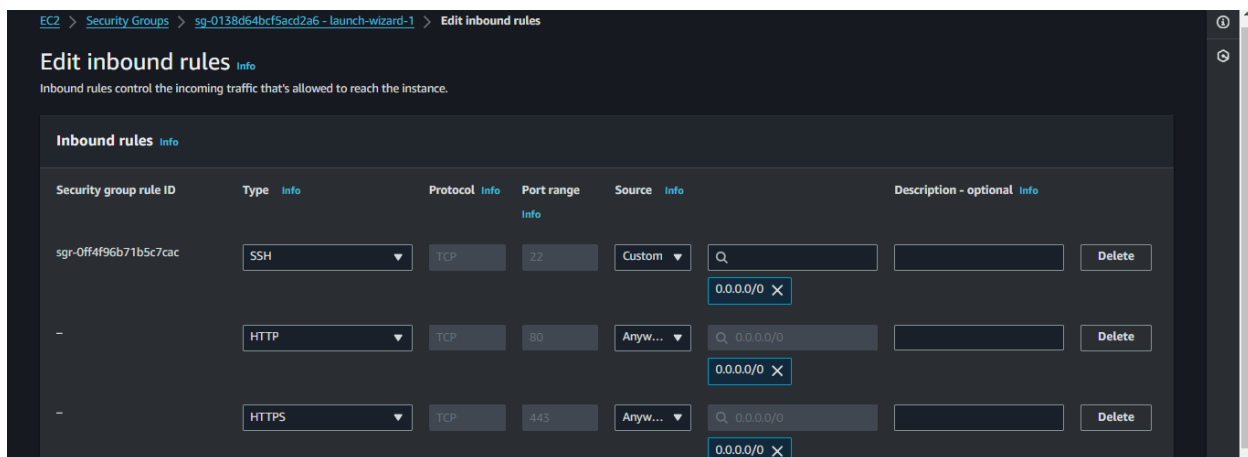 EC2 > Security Groups > sg-0138d64bcf5acd2a6 - launch-wizard-1 > Edit inbound rules
Edit inbound rules Info
Inbound rules control the incoming traffic that's allowed to reach the instance.
Inbound rules Info
Security group rule ID Type Info Protocol Info Port range Source Info Description - optional Info
Info
sgr-0ff4f96b71b5c7cac SSH TCP 22 Custom Delete
0.0.0.0/0
– HTTP TCP 80 Anyw... 0.0.0.0/0 Delete
0.0.0.0/0
– HTTPS TCP 443 Anyw... 0.0.0.0/0 Delete
0.0.0.0/0